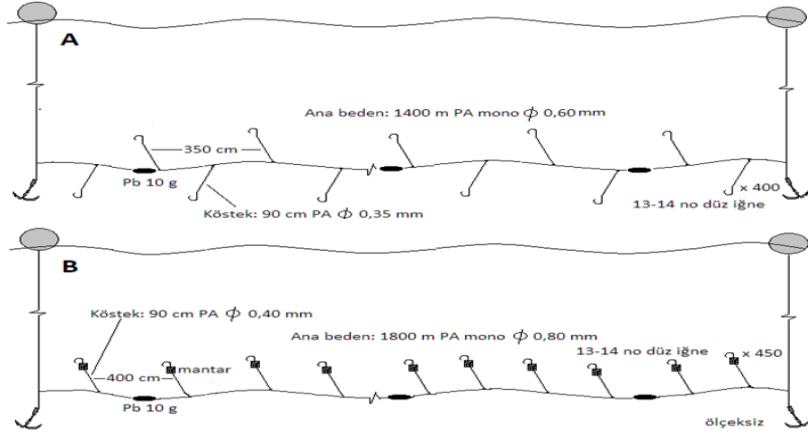 A
Ana beden: 1400 m PA mono ϕ 0,60 mm
350 cm
Pb 10 g
x 400
Köstek: 90 cm PA ϕ 0,35 mm
13-14 no düz iğne
B
Köstek: 90 cm PA ϕ 0,40 mm
Ana beden: 1800 m PA mono ϕ 0,80 mm
13-14 no düz iğne
x 450
mantar
400 cm
Pb 10 g
ölçeksiz